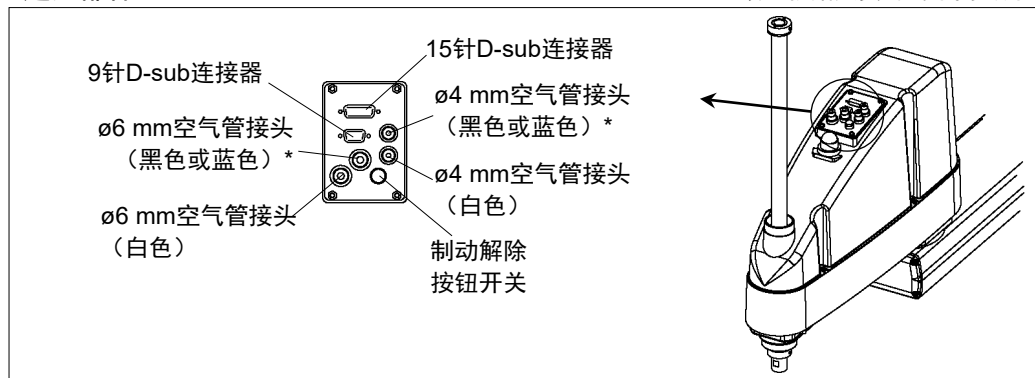 15针D-sub连接器
9针D-sub连接器
ø4 mm空气管接头
（黑色或蓝色）*
ø6 mm空气管接头
（黑色或蓝色）*
ø4 mm空气管接头
（白色）
ø6 mm空气管接头
（白色）
制动解除
按钮开关